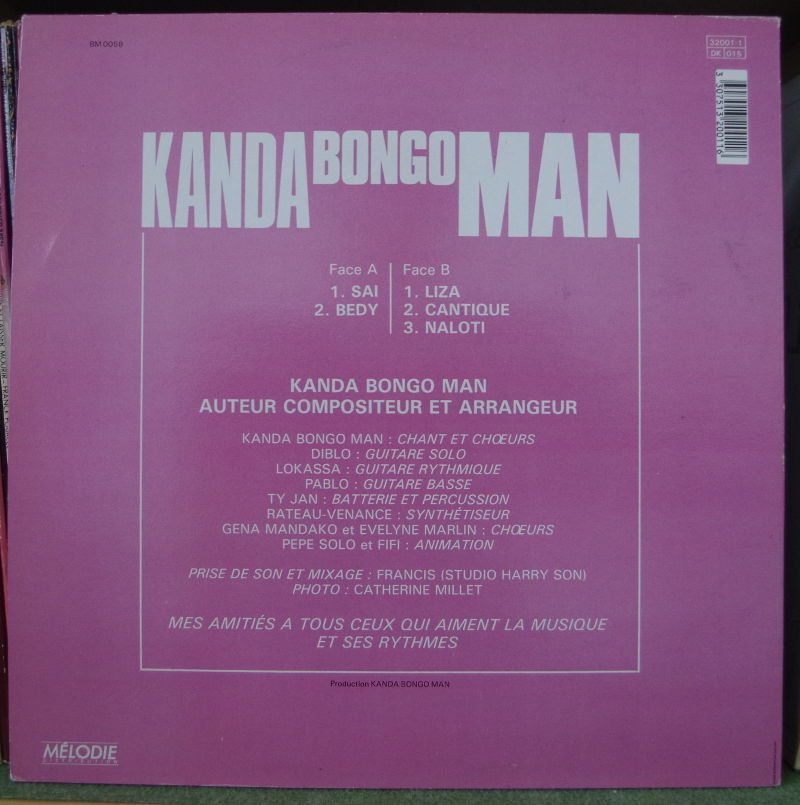 BM 0058
32001-1
DK 015
3 307513 200116
KANDA BONGO MAN
Face A
1. SAI
2. BEDY
Face B
1. LIZA
2. CANTIQUE
3. NALOTI
KANDA BONGO MAN
AUTEUR COMPOSITEUR ET ARRANGEUR
KANDA BONGO MAN : CHANT ET CHŒURS
DIBLO : GUITARE SOLO
LOKASSA : GUITARE RYTHMIQUE
PABLO : GUITARE BASSE
TY JAN : BATTERIE ET PERCUSSION
RATEAU-VENANCE : SYNTHÉTISEUR
GENA MANDAKO et EVELYNE MARLIN : CHŒURS
PEPE SOLO et FIFI : ANIMATION
PRISE DE SON ET MIXAGE : FRANCIS (STUDIO HARRY SON)
PHOTO : CATHERINE MILLET
MES AMITIÉS A TOUS CEUX QUI AIMENT LA MUSIQUE
ET SES RYTHMES
Production KANDA BONGO MAN
MÉLODIE
DISTRIBUTION